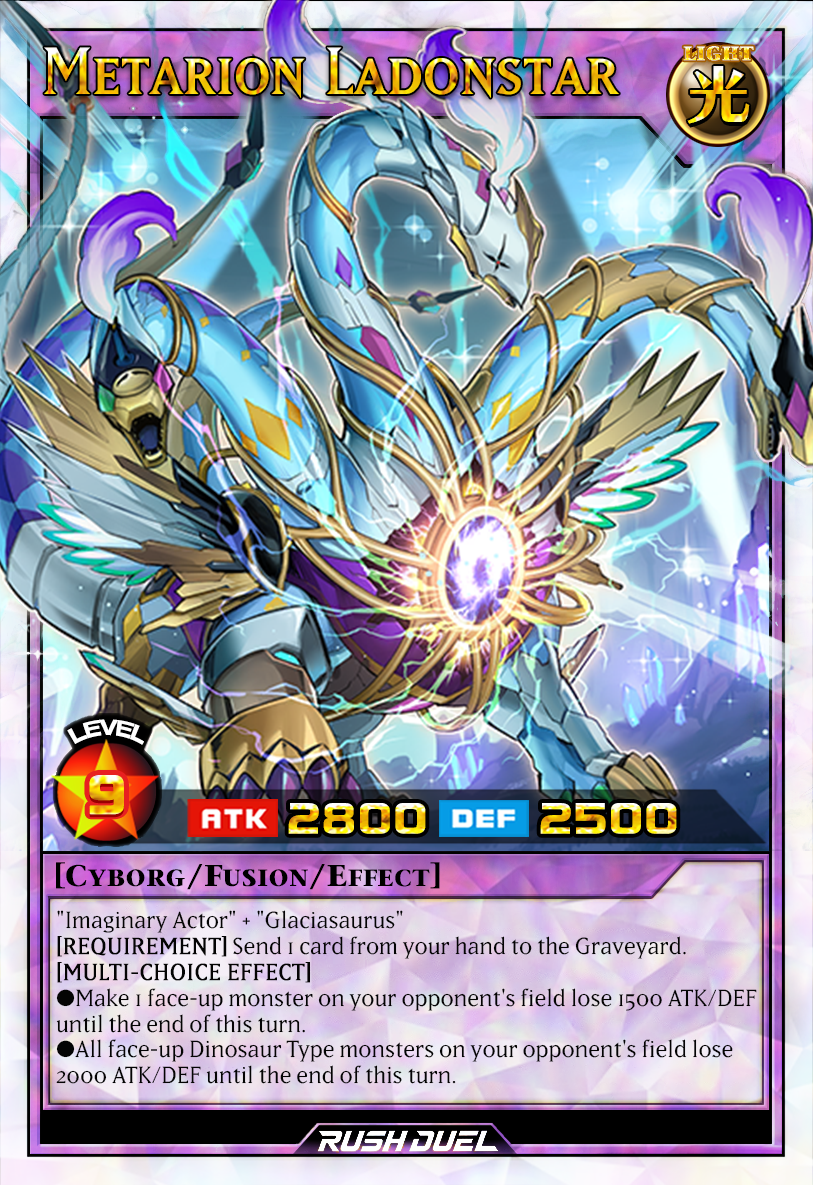 Metarion Ladonstar
LIGHT
光
LEVEL
9
ATK 2800 DEF 2500
[Cyborg/Fusion/Effect]
"Imaginary Actor" + "Glaciasaurus"
[REQUIREMENT] Send 1 card from your hand to the Graveyard.
[MULTI-CHOICE EFFECT]
●Make 1 face-up monster on your opponent's field lose 1500 ATK/DEF
until the end of this turn.
●All face-up Dinosaur Type monsters on your opponent's field lose
2000 ATK/DEF until the end of this turn.
RUSH DUEL